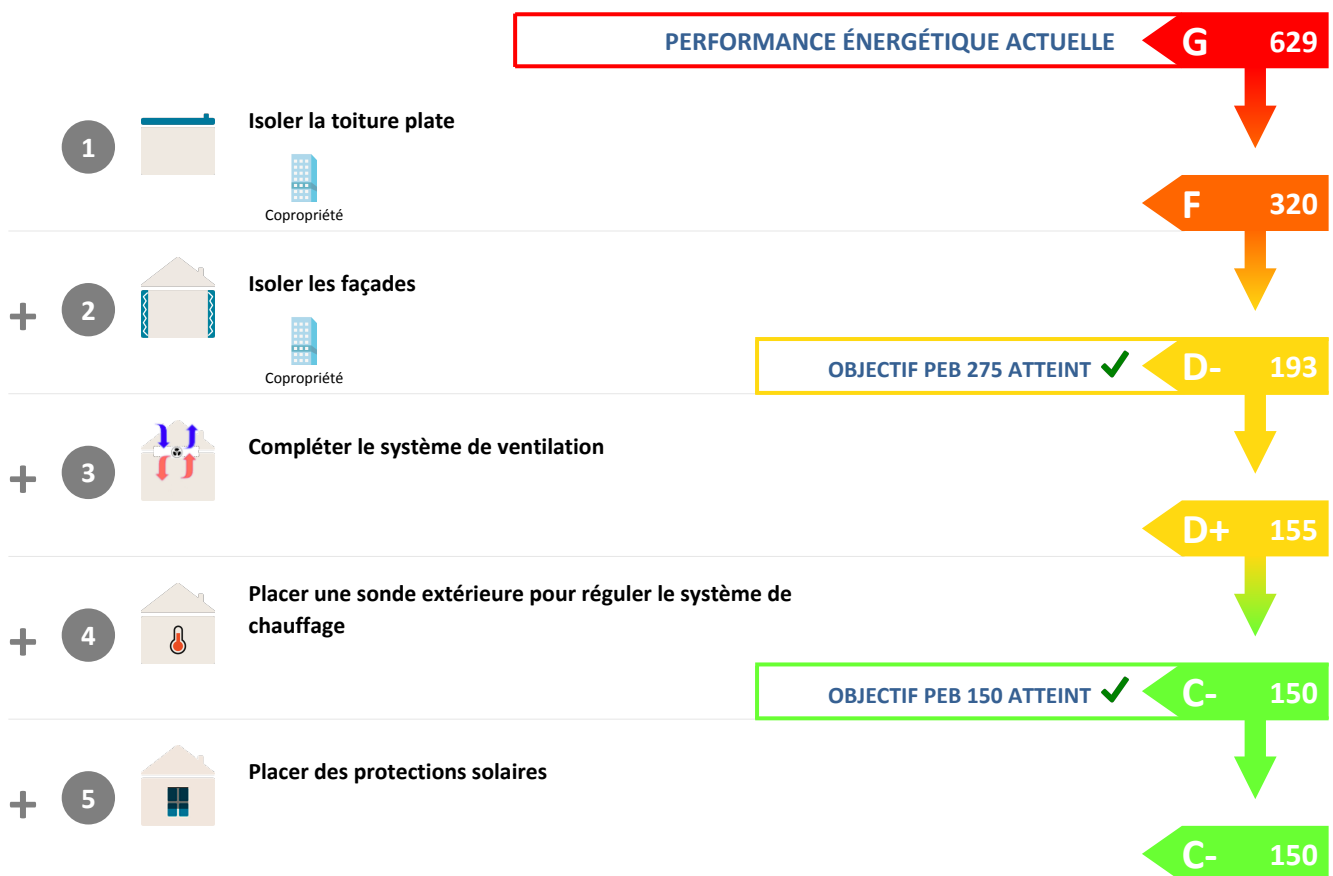 PERFORMANCE ÉNERGÉTIQUE ACTUELLE G 629
1 Isoler la toiture plate
Copropriété
F 320
+ 2 Isoler les façades
Copropriété
OBJECTIF PEB 275 ATTEINT ✓ D- 193
+ 3 Compléter le système de ventilation
D+ 155
+ 4 Placer une sonde extérieure pour réguler le système de
chauffage
OBJECTIF PEB 150 ATTEINT ✓ C- 150
+ 5 Placer des protections solaires
C- 150